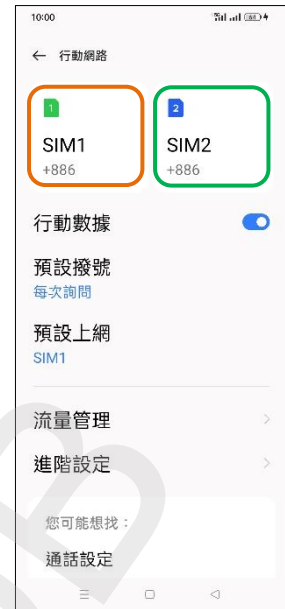 10:00
← 行動網路
1
2
SIM1
SIM2
+886
+886
行動數據
預設撥號
每次詢問
預設上網
SIM1
流量管理
進階設定
您可能想找：
通話設定